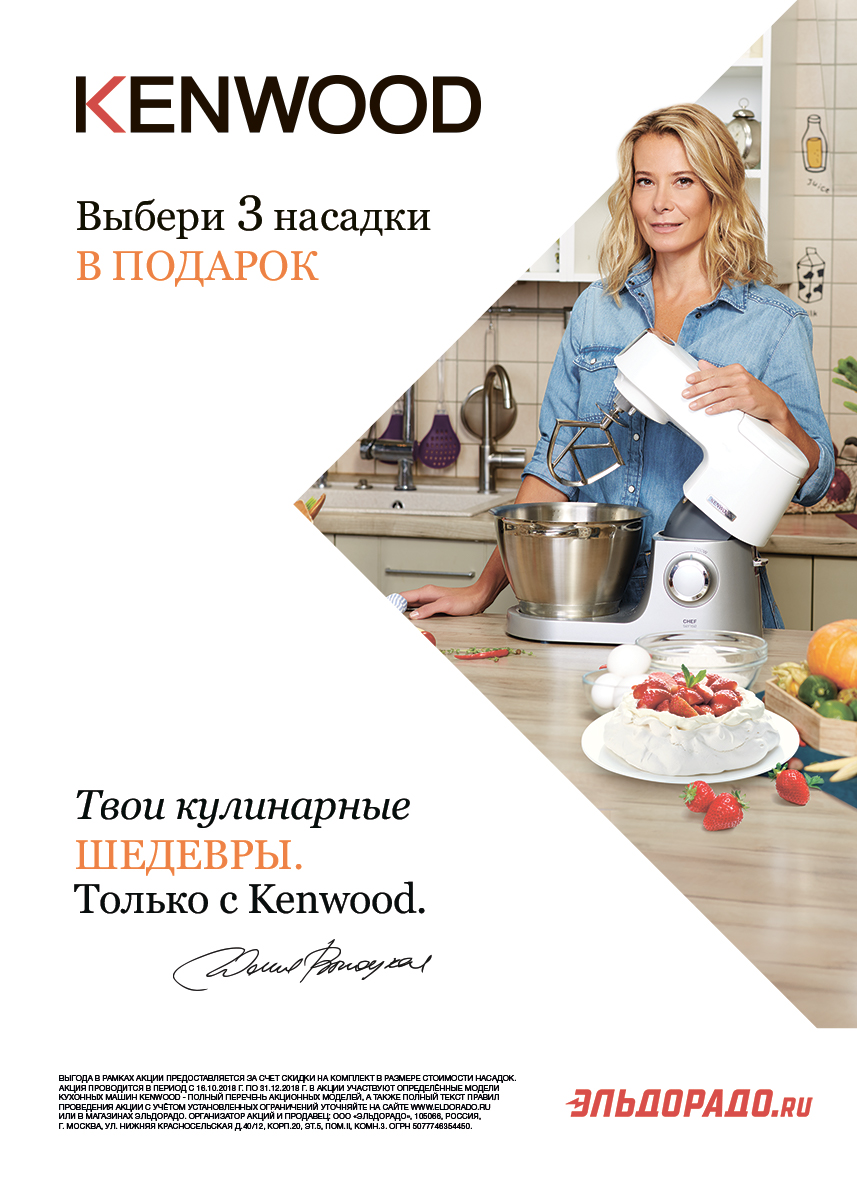 KENWOOD
Выбери 3 насадки
В ПОДАРОК
Juice
KENWOOD
CHEF
Твои кулинарные
ШЕДЕВРЫ.
Только с Kenwood.
ВЫГОДА В РАМКАХ АКЦИИ ПРЕДОСТАВЛЯЕТСЯ ЗА СЧЕТ СКИДКИ НА КОМПЛЕКТ В РАЗМЕРЕ СТОИМОСТИ НАСАДОК.
АКЦИЯ ПРОВОДИТСЯ В ПЕРИОД С 16.10.2018 Г. ПО 31.12.2018 Г. В АКЦИИ УЧАСТВУЮТ ОПРЕДЕЛЁННЫЕ МОДЕЛИ
КУХОННЫХ МАШИН KENWOOD - ПОЛНЫЙ ПЕРЕЧЕНЬ АКЦИОННЫХ МОДЕЛЕЙ, А ТАКЖЕ ПОЛНЫЙ ТЕКСТ ПРАВИЛ
ПРОВЕДЕНИЯ АКЦИИ С УЧЁТОМ УСТАНОВЛЕННЫХ ОГРАНИЧЕНИЙ УТОЧНЯЙТЕ НА САЙТЕ WWW.ELDORADO.RU
ИЛИ В МАГАЗИНАХ ЭЛЬДОРАДО. ОРГАНИЗАТОР АКЦИЙ И ПРОДАВЕЦ: ООО «ЭЛЬДОРАДО», 105066, РОССИЯ,
Г. МОСКВА, УЛ. НИЖНЯЯ КРАСНОСЕЛЬСКАЯ Д.40/12, КОРП.20, ЭТ.5, ПОМ.II, КОМН.3. ОГРН 5077746354450.
ЭЛЬДОРАДО.RU